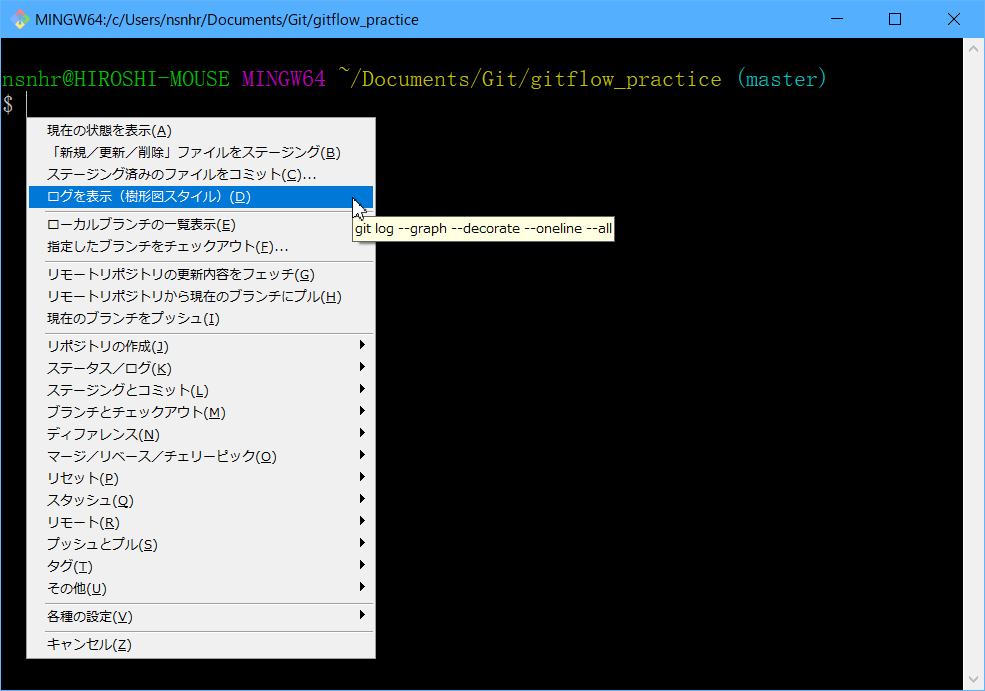 MINGW64:/c/Users/nsnhr/Documents/Git/gitflow_practice
nsnhr@HIROSHI-MOUSE MINGW64 ~/Documents/Git/gitflow_practice (master)
$
現在の状態を表示(A)
「新規／更新／削除」ファイルをステージング(B)
ステージング済みのファイルをコミット(C)...
ログを表示（樹形図スタイル）(D)
git log --graph --decorate --oneline --all
ローカルブランチの一覧表示(E)
指定したブランチをチェックアウト(F)...
リモートリポジトリの更新内容をフェッチ(G)
リモートリポジトリから現在のブランチにプル(H)
現在のブランチをプッシュ(I)
リポジトリの作成(J)
ステータス／ログ(K)
ステージングとコミット(L)
ブランチとチェックアウト(M)
ディファレンス(N)
マージ／リベース／チェリーピック(O)
リセット(P)
スタッシュ(Q)
リモート(R)
プッシュとプル(S)
タグ(T)
その他(U)
各種の設定(V)
キャンセル(Z)